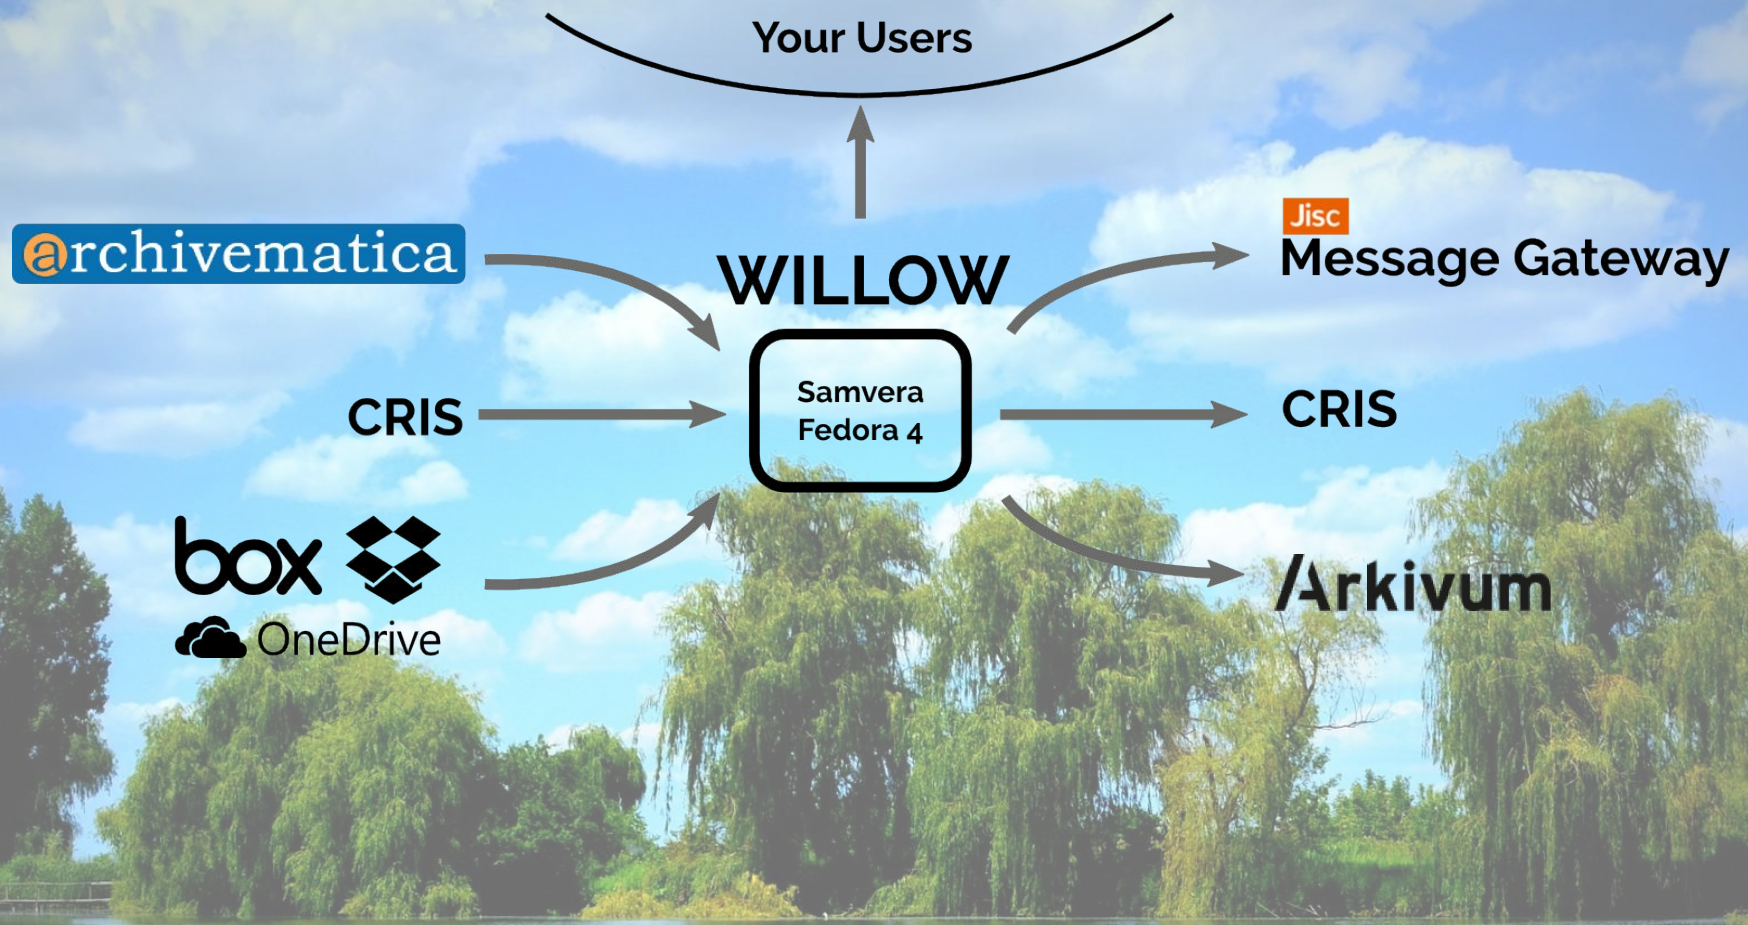 Your Users
archivematica
WILLOW
Jisc
Message Gateway
CRIS
Samvera
Fedora 4
CRIS
box
OneDrive
Arkivum